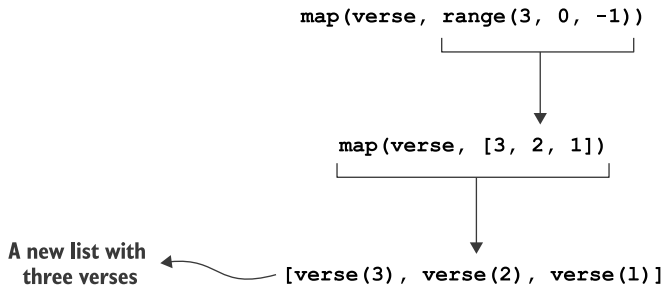 map(verse, range(3, 0, -1))
map(verse, [3, 2, 1])
A new list with
three verses
[verse(3), verse(2), verse(1)]